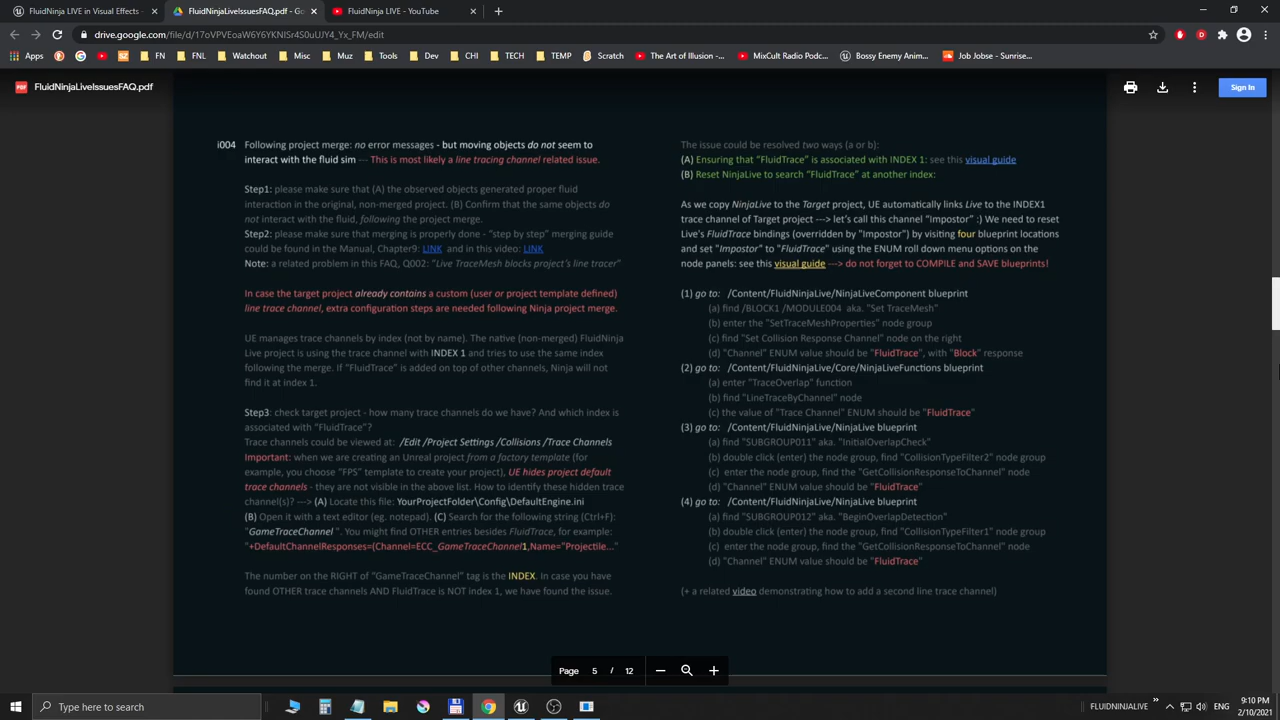 FluidNinja LIVE in Visual Effects -
FluidNinjaLiveIssuesFAQ.pdf - Go
FluidNinja LIVE - YouTube
drive.google.com/file/d/17oVPVEoaW6Y6YKNISr4S0uUJY4_Yx_FM/edit
Apps
FN
FNL
Watchout
Misc
Muz
Tools
Dev
CHI
TECH
TEMP
Scratch
The Art of Illusion -...
MixCult Radio Podc...
Bossy Enemy Anim...
Job Jobse - Sunrise...
FluidNinjaLiveIssuesFAQ.pdf
Sign In
i004 Following project merge: no error messages - but moving objects do not seem to
interact with the fluid sim --- This is most likely a line tracing channel related issue.
Step1: please make sure that (A) the observed objects generated proper fluid
interaction in the original, non-merged project. (B) Confirm that the same objects do
not interact with the fluid, following the project merge.
Step2: please make sure that merging is properly done - "step by step" merging guide
could be found in the Manual, Chapter9: LINK and in this video: LINK
Note: a related problem in this FAQ, Q002: "Live TraceMesh blocks project's line tracer"
In case the target project already contains a custom (user or project template defined)
line trace channel, extra configuration steps are needed following Ninja project merge.
UE manages trace channels by index (not by name). The native (non-merged) FluidNinja
Live project is using the trace channel with INDEX 1 and tries to use the same index
following the merge. If "FluidTrace" is added on top of other channels, Ninja will not
find it at index 1.
Step3: check target project - how many trace channels do we have? And which index is
associated with "FluidTrace"?
Trace channels could be viewed at: /Edit /Project Settings /Collisions /Trace Channels
Important: when we are creating an Unreal project from a factory template (for
example, you choose "FPS" template to create your project), UE hides project default
trace channels - they are not visible in the above list. How to identify these hidden trace
channel(s)? ---> (A) Locate this file: YourProjectFolder\Config\DefaultEngine.ini
(B) Open it with a text editor (eg. notepad). (C) Search for the following string (Ctrl+F):
"GameTraceChannel ". You might find OTHER entries besides FluidTrace, for example:
"+DefaultChannelResponses=(Channel=ECC_GameTraceChannel1,Name="Projectile..."
The number on the RIGHT of "GameTraceChannel" tag is the INDEX. In case you have
found OTHER trace channels AND FluidTrace is NOT index 1, we have found the issue.
The issue could be resolved two ways (a or b):
(A) Ensuring that "FluidTrace" is associated with INDEX 1: see this visual guide
(B) Reset NinjaLive to search "FluidTrace" at another index:
As we copy NinjaLive to the Target project, UE automatically links Live to the INDEX1
trace channel of Target project ---> let's call this channel "Impostor" :) We need to reset
Live's FluidTrace bindings (overridden by "Impostor") by visiting four blueprint locations
and set "Impostor" to "FluidTrace" using the ENUM roll down menu options on the
node panels: see this visual guide ---> do not forget to COMPILE and SAVE blueprints!
(1) go to: /Content/FluidNinjaLive/NinjaLiveComponent blueprint
(a) find /BLOCK1 /MODULE004 aka. "Set TraceMesh"
(b) enter the "SetTraceMeshProperties" node group
(c) find "Set Collision Response Channel" node on the right
(d) "Channel" ENUM value should be "FluidTrace", with "Block" response
(2) go to: /Content/FluidNinjaLive/Core/NinjaLiveFunctions blueprint
(a) enter "TraceOverlap" function
(b) find "LineTraceByChannel" node
(c) the value of "Trace Channel" ENUM should be "FluidTrace"
(3) go to: /Content/FluidNinjaLive/NinjaLive blueprint
(a) find "SUBGROUP011" aka. "InitialOverlapCheck"
(b) double click (enter) the node group, find "CollisionTypeFilter2" node group
(c) enter the node group, find the "GetCollisionResponseToChannel" node
(d) "Channel" ENUM value should be "FluidTrace"
(4) go to: /Content/FluidNinjaLive/NinjaLive blueprint
(a) find "SUBGROUP012" aka. "BeginOverlapDetection"
(b) double click (enter) the node group, find "CollisionTypeFilter1" node group
(c) enter the node group, find the "GetCollisionResponseToChannel" node
(d) "Channel" ENUM value should be "FluidTrace"
(+ a related video demonstrating how to add a second line trace channel)
Page 5 / 12
Type here to search
FLUIDNINJALIVE
9:10 PM
2/10/2021